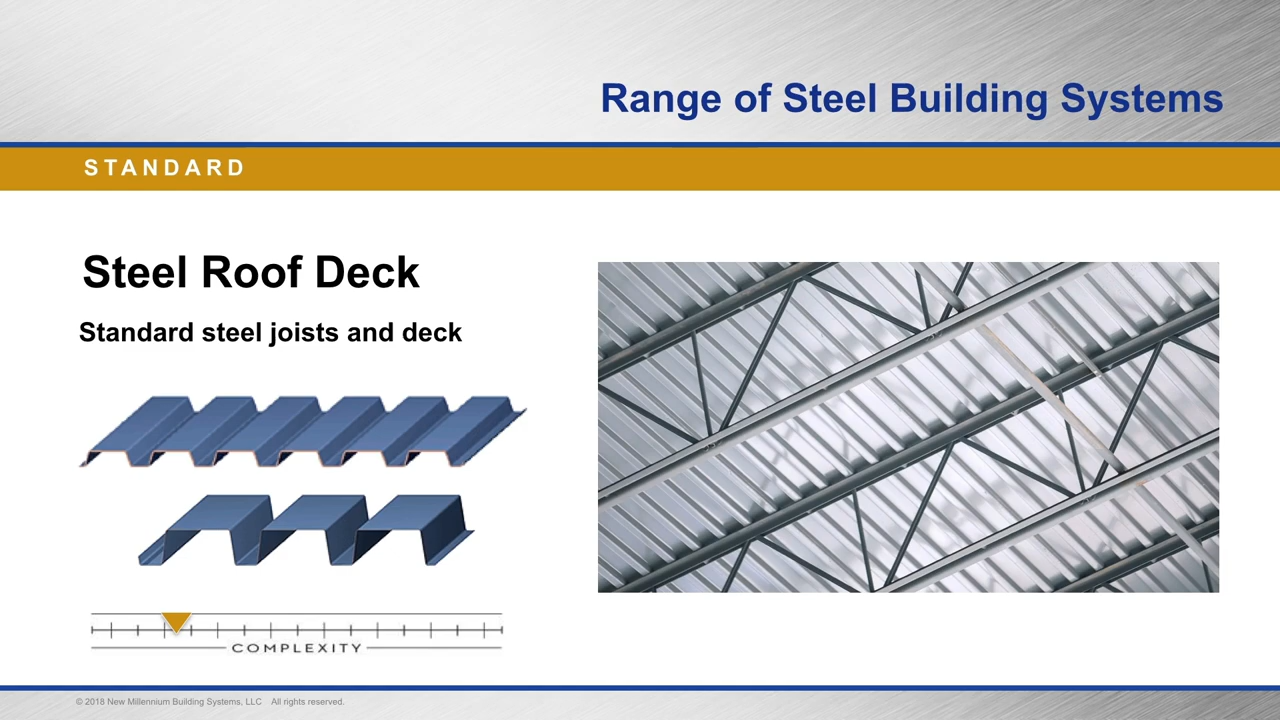 Range of Steel Building Systems
STANDARD
Steel Roof Deck
Standard steel joists and deck
COMPLEXITY
© 2018 New Millennium Building Systems, LLC All rights reserved.